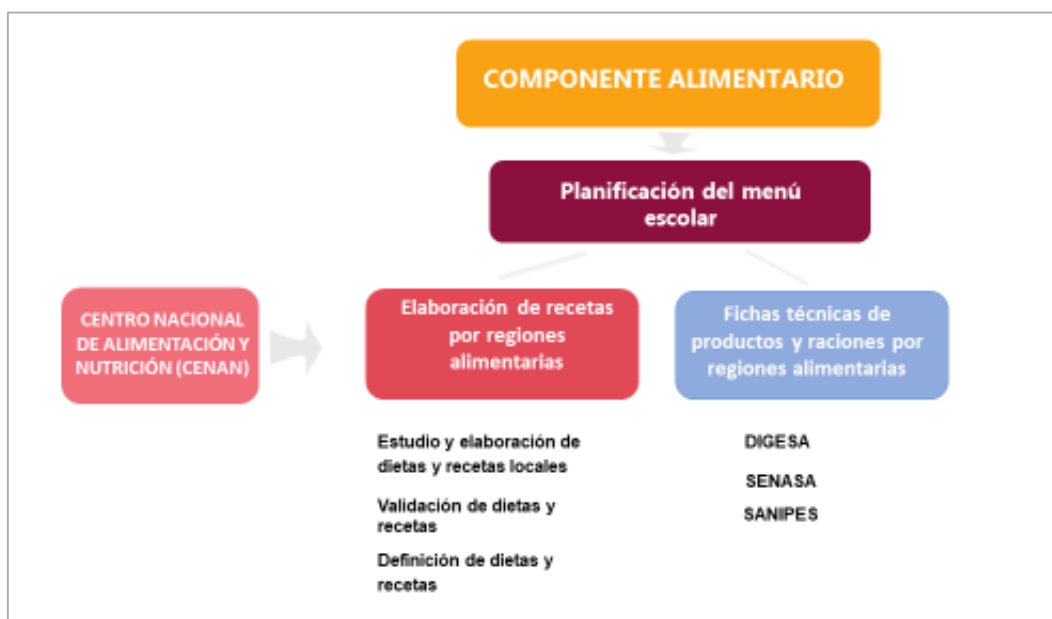 COMPONENTE ALIMENTARIO
Planificación del menú
escolar
CENTRO NACIONAL
DE ALIMENTACIÓN Y
NUTRICIÓN (CENAN)
Elaboración de recetas
por regiones
alimentarias
Fichas técnicas de
productos y raciones por
regiones alimentarias
Estudio y elaboración de
dietas y recetas locales
Validación de dietas y
recetas
Definición de dietas y
recetas
DIGESA
SENASA
SANIPES